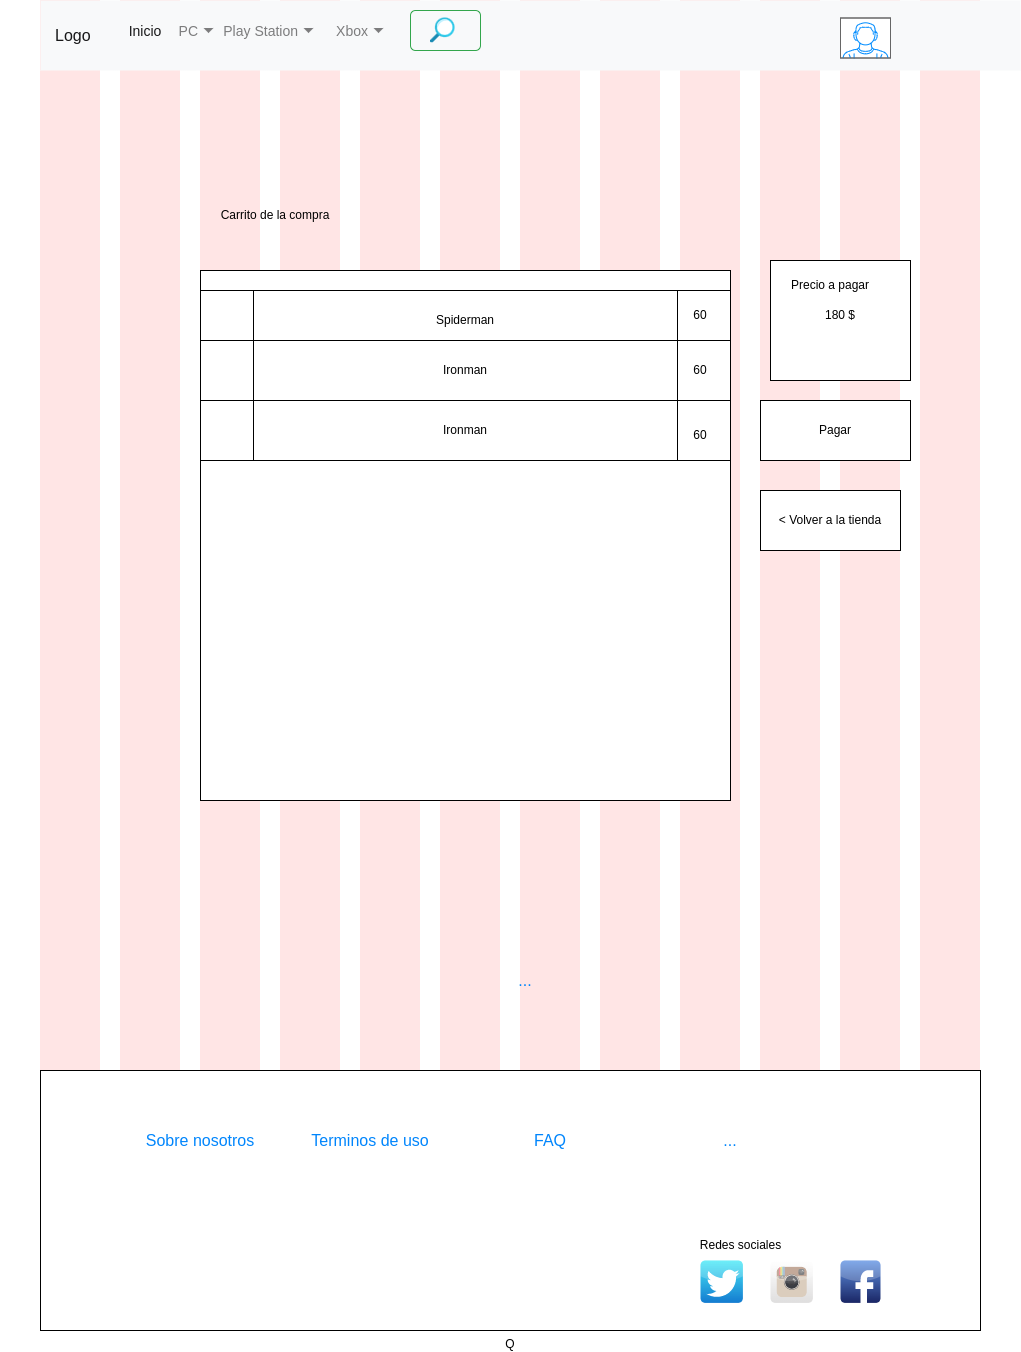 Logo Inicio PC Play Station Xbox
Carrito de la compra
Precio a pagar
180 $
Spiderman 60
Ironman 60
Ironman 60
Pagar
< Volver a la tienda
...
Sobre nosotros Terminos de uso FAQ ...
Redes sociales
Q